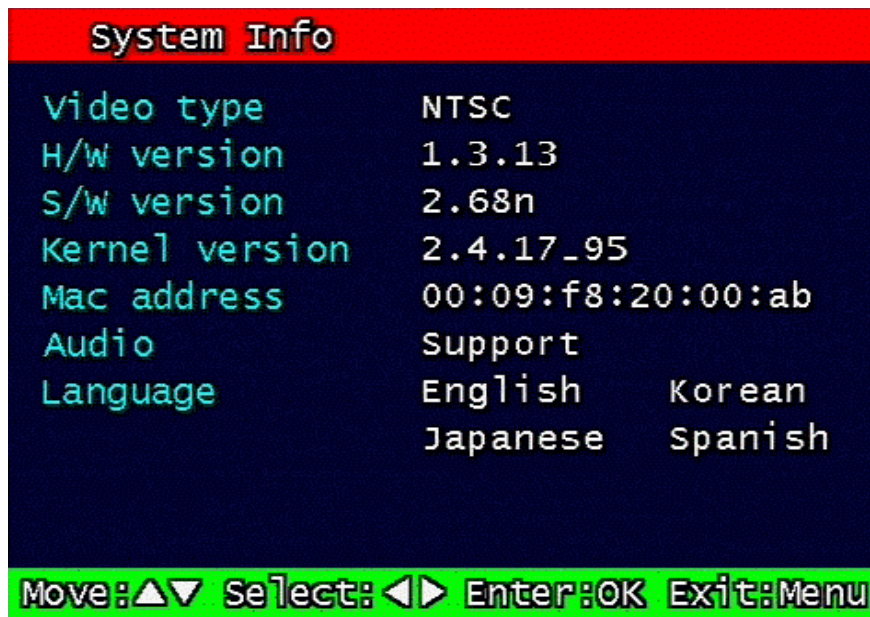 System Info
Video type NTSC
H/W version 1.3.13
S/W version 2.68n
Kernel version 2.4.17_95
Mac address 00:09:f8:20:00:ab
Audio Support
Language English Korean
Japanese Spanish
Move:▲▼ Select:◀▶ Enter:OK Exit:Menu